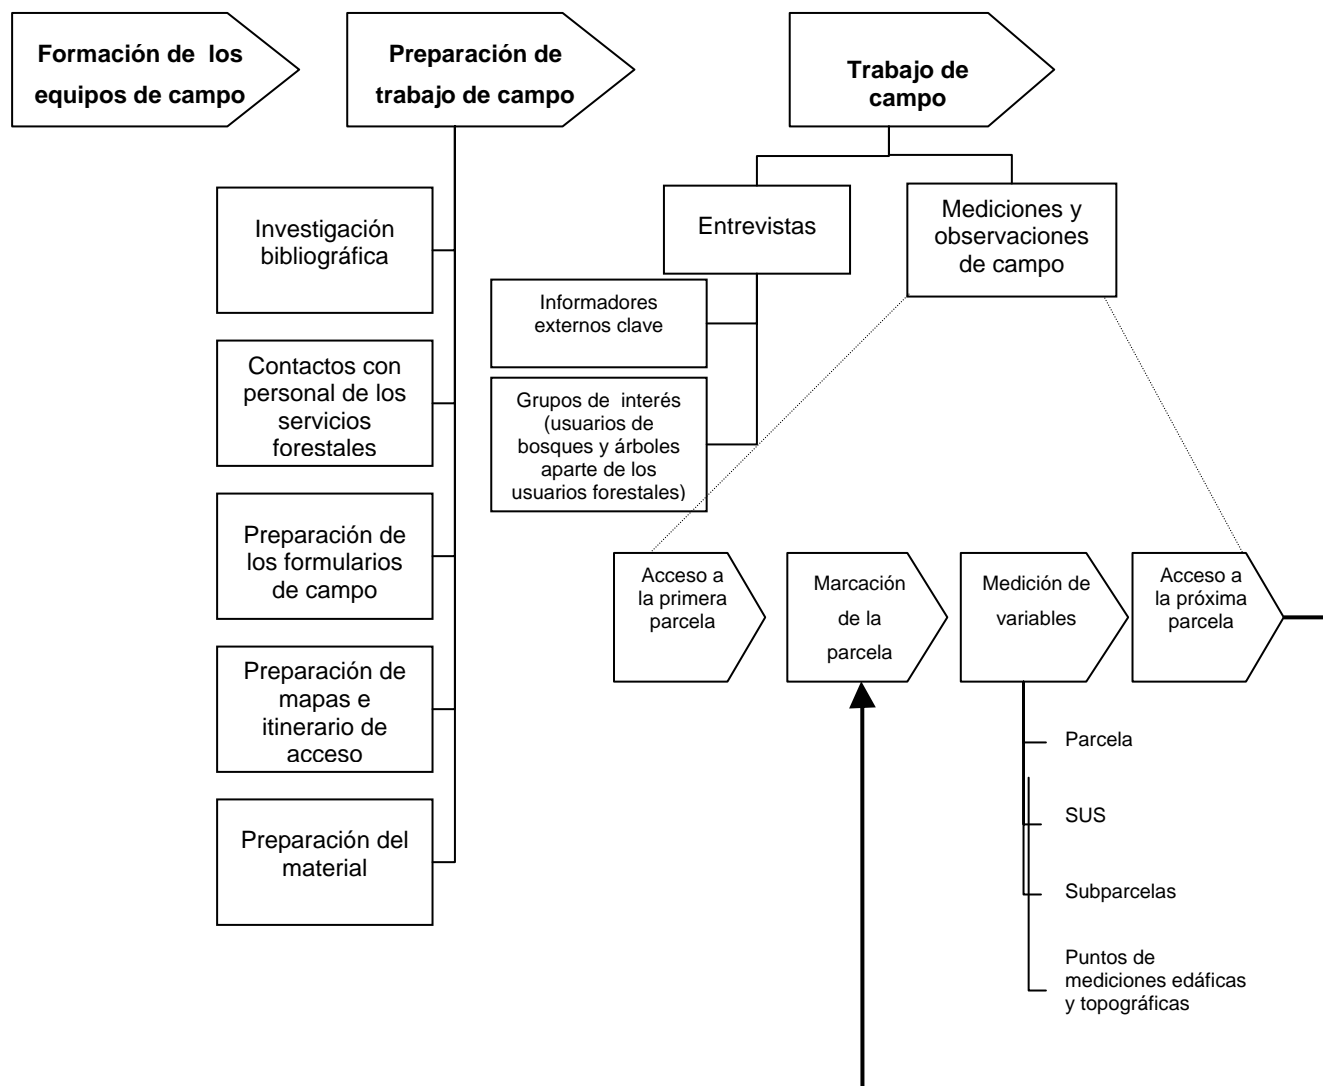 Formación de los
equipos de campo
Preparación de
trabajo de campo
Trabajo de
campo
Investigación
bibliográfica
Contactos con
personal de los
servicios
forestales
Preparación de
los formularios
de campo
Preparación de
mapas e
itinerario de
acceso
Preparación del
material
Entrevistas
Informadores
externos clave
Grupos de interés
(usuarios de
bosques y árboles
aparte de los
usuarios forestales)
Mediciones y
observaciones
de campo
Acceso a
la primera
parcela
Marcación
de la
parcela
Medición de
variables
Acceso a
la próxima
parcela
Parcela
SUS
Subparcelas
Puntos de
mediciones edáficas
y topográficas